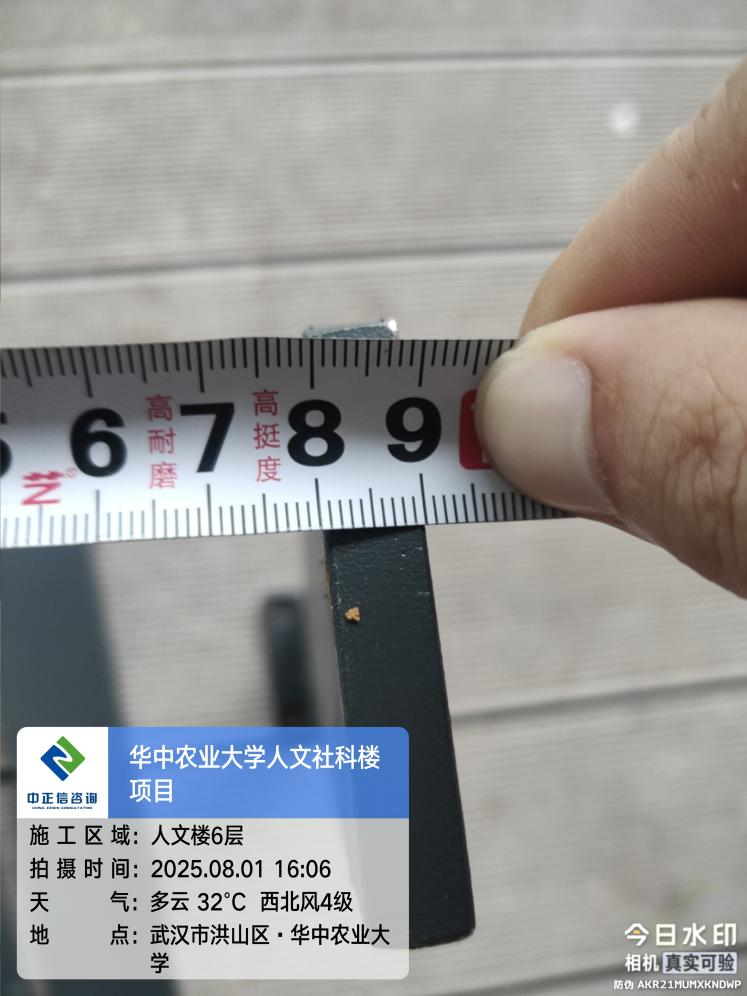 6 7 8 9
高耐磨
高挺度
中正信咨询
华中农业大学人文社科楼
项目
施工区域：人文楼6层
拍摄时间：2025.08.01 16:06
天气：多云 32℃ 西北风4级
地点：武汉市洪山区·华中农业大
学
今日水印
相机 真实可验
防伪 AKR21MUMXKNDWP